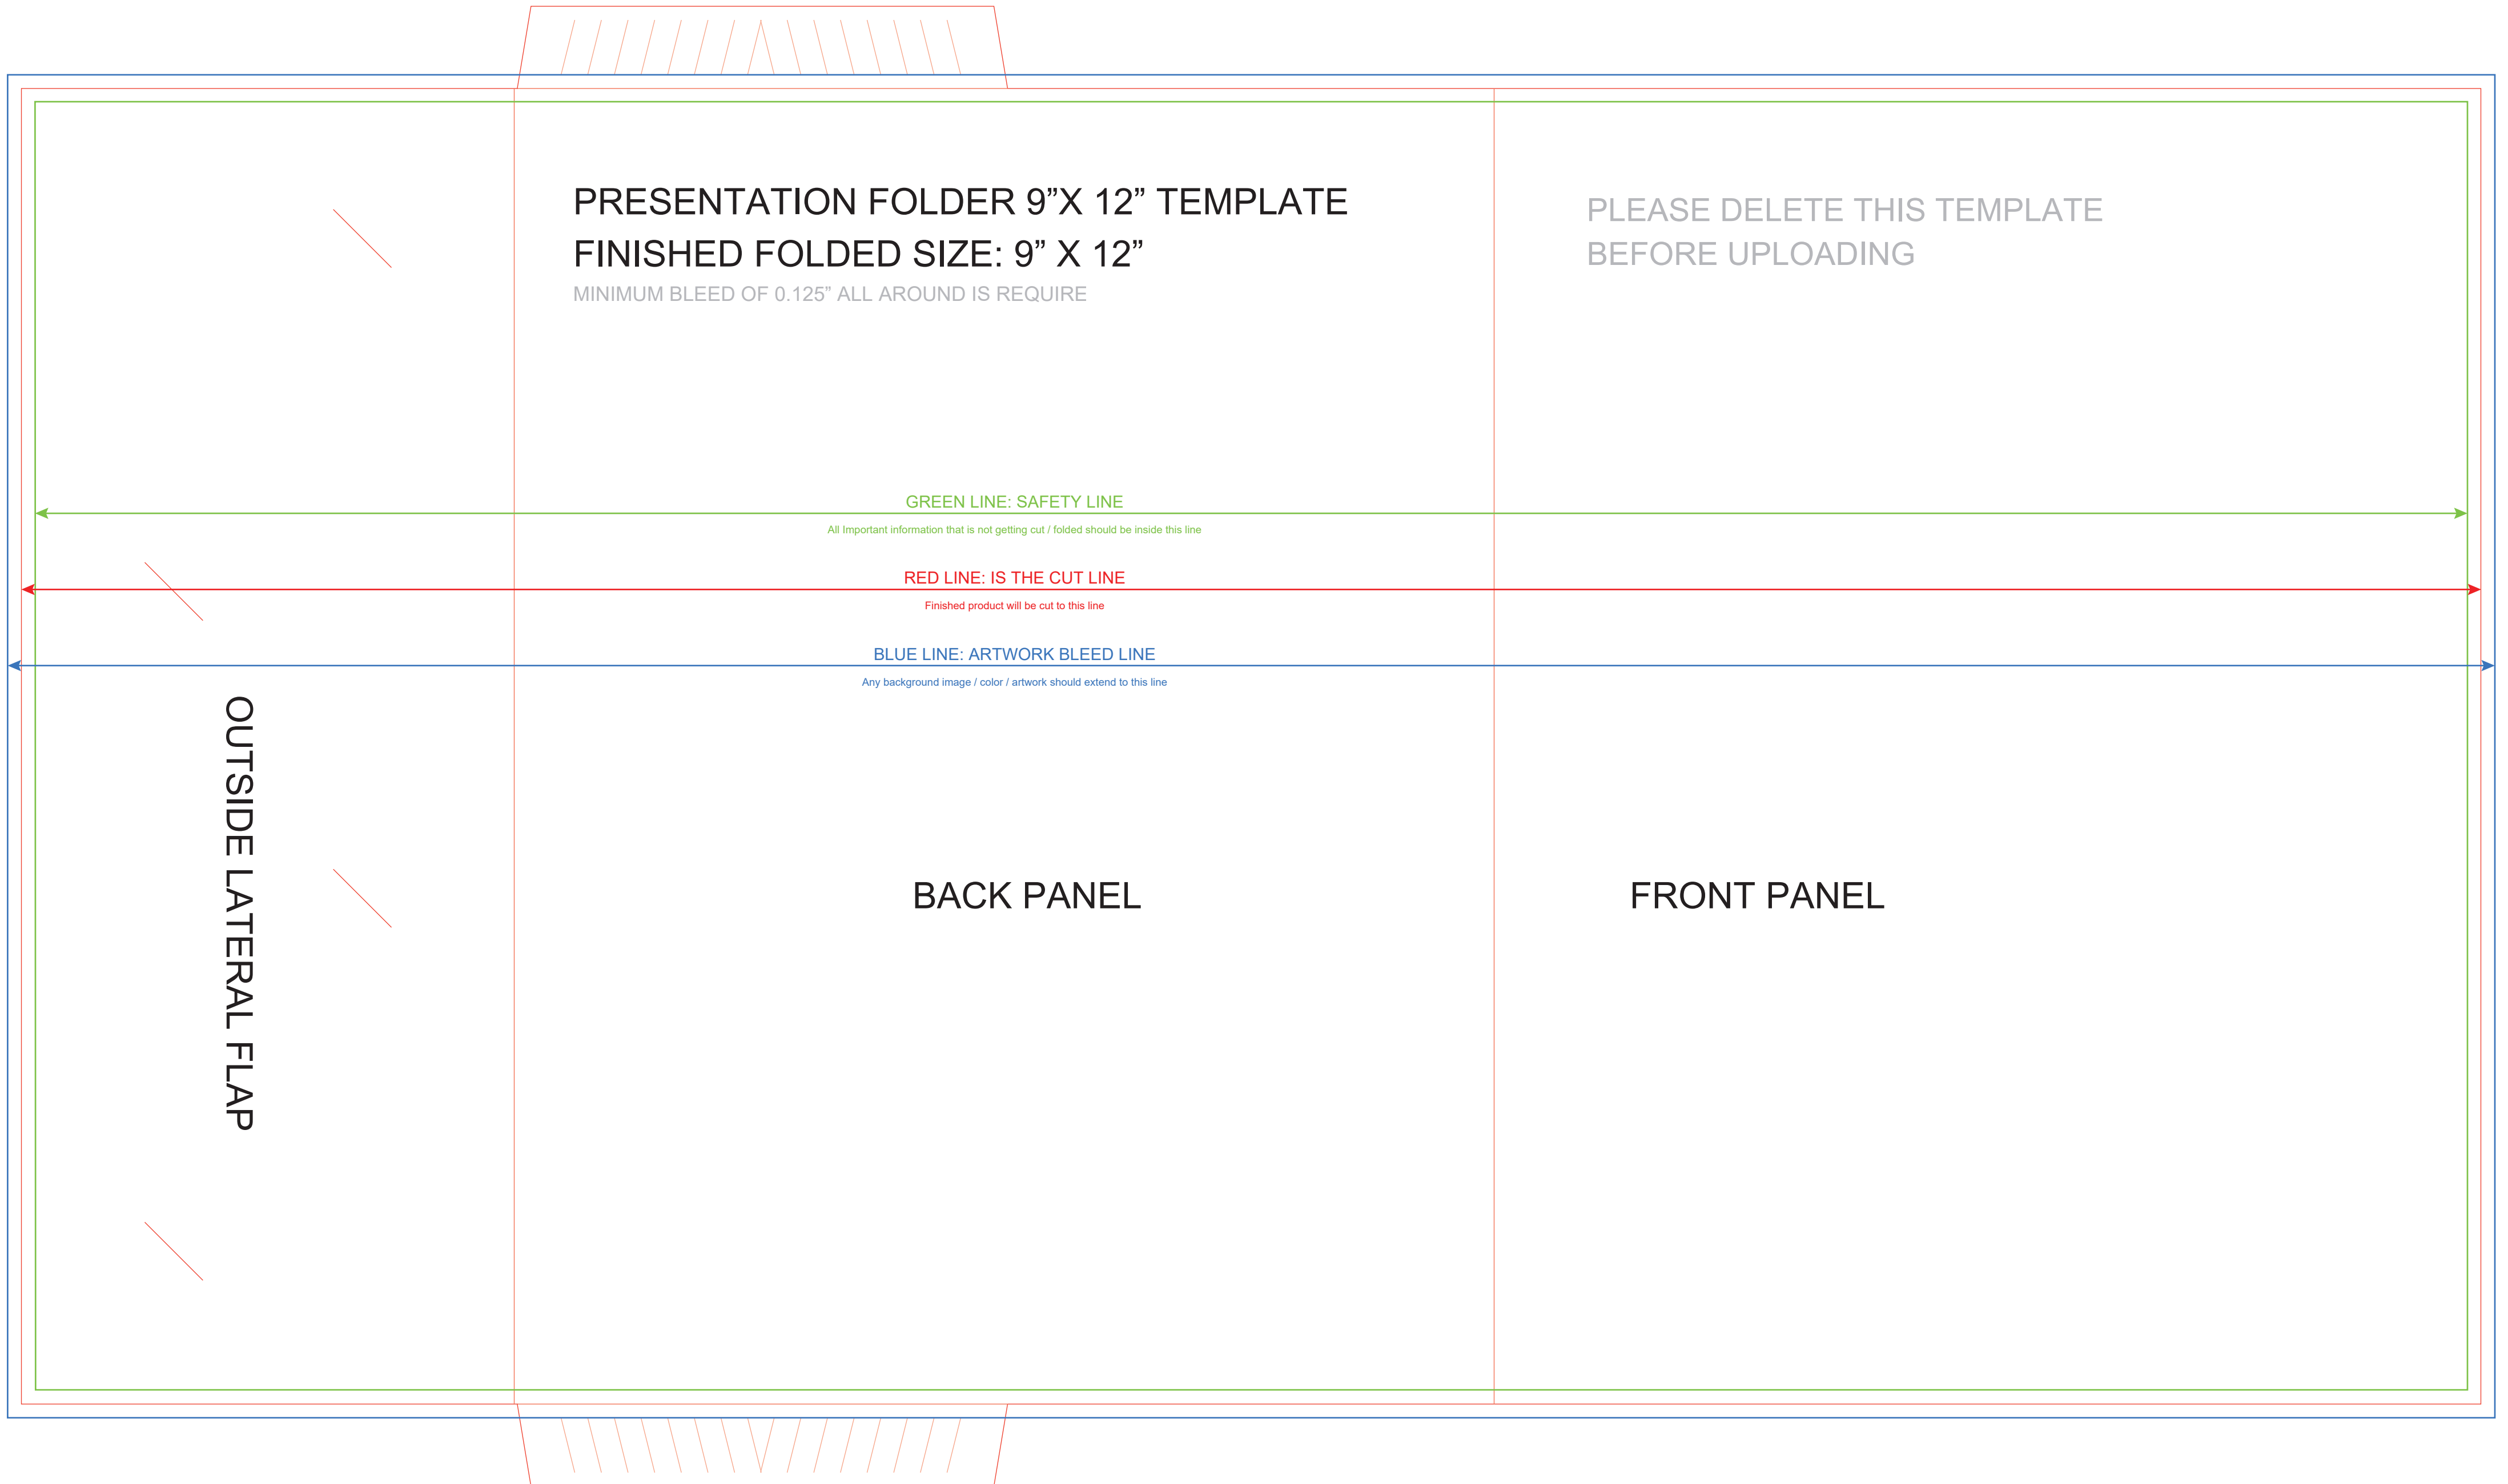 PRESENTATION FOLDER 9”X 12” TEMPLATE
FINISHED FOLDED SIZE: 9” X 12”
MINIMUM BLEED OF 0.125” ALL AROUND IS REQUIRE
PLEASE DELETE THIS TEMPLATE
BEFORE UPLOADING
GREEN LINE: SAFETY LINE
All Important information that is not getting cut / folded should be inside this line
RED LINE: IS THE CUT LINE
Finished product will be cut to this line
BLUE LINE: ARTWORK BLEED LINE
Any background image / color / artwork should extend to this line
OUTSIDE LATERAL FLAP
BACK PANEL
FRONT PANEL